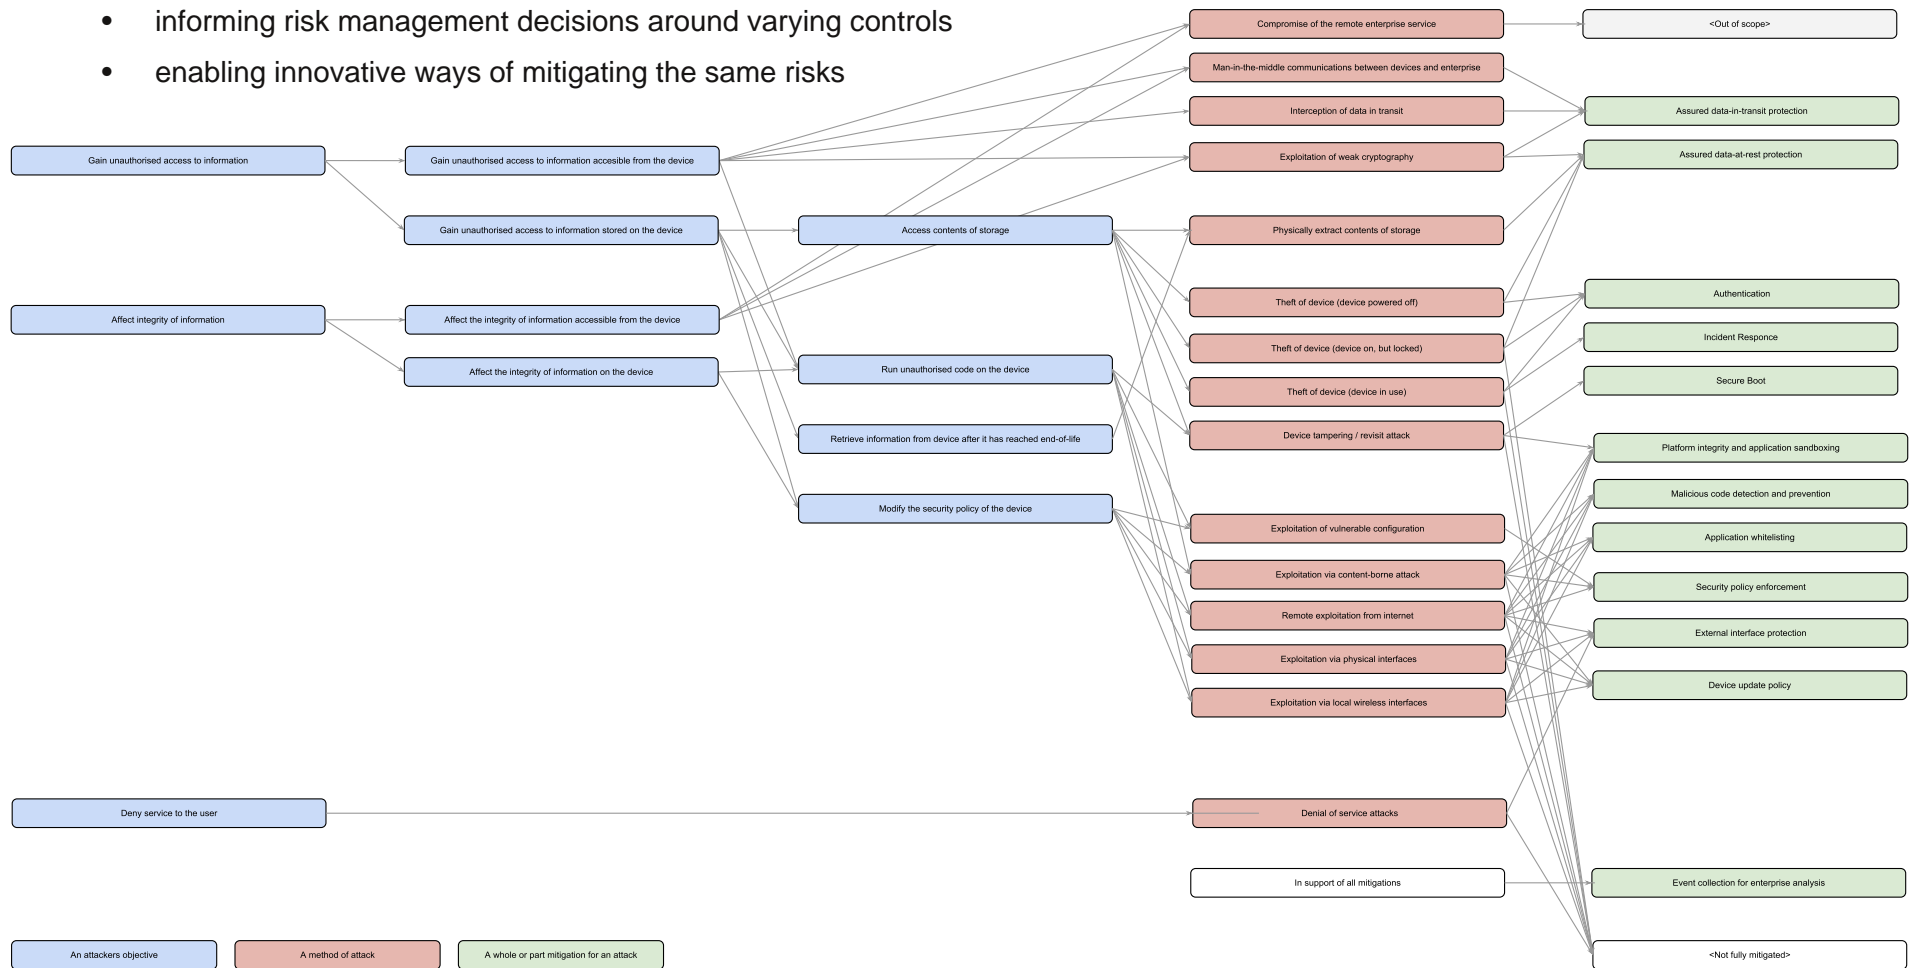 • informing risk management decisions around varying controls
• enabling innovative ways of mitigating the same risks
Compromise of the remote enterprise service
<Out of scope>
Man-in-the-middle communications between devices and enterprise
Interception of data in transit
Assured data-in-transit protection
Gain unauthorised access to information
Gain unauthorised access to information accesible from the device
Exploitation of weak cryptography
Assured data-at-rest protection
Gain unauthorised access to information stored on the device
Access contents of storage
Physically extract contents of storage
Theft of device (device powered off)
Authentication
Affect integrity of information
Affect the integrity of information accessible from the device
Theft of device (device on, but locked)
Incident Responce
Affect the integrity of information on the device
Run unauthorised code on the device
Theft of device (device in use)
Secure Boot
Retrieve information from device after it has reached end-of-life
Device tampering / revisit attack
Platform integrity and application sandboxing
Malicious code detection and prevention
Modify the security policy of the device
Exploitation of vulnerable configuration
Application whitelisting
Exploitation via content-borne attack
Security policy enforcement
Remote exploitation from internet
External interface protection
Exploitation via physical interfaces
Device update policy
Exploitation via local wireless interfaces
Deny service to the user
Denial of service attacks
In support of all mitigations
Event collection for enterprise analysis
An attackers objective
A method of attack
A whole or part mitigation for an attack
<Not fully mitigated>